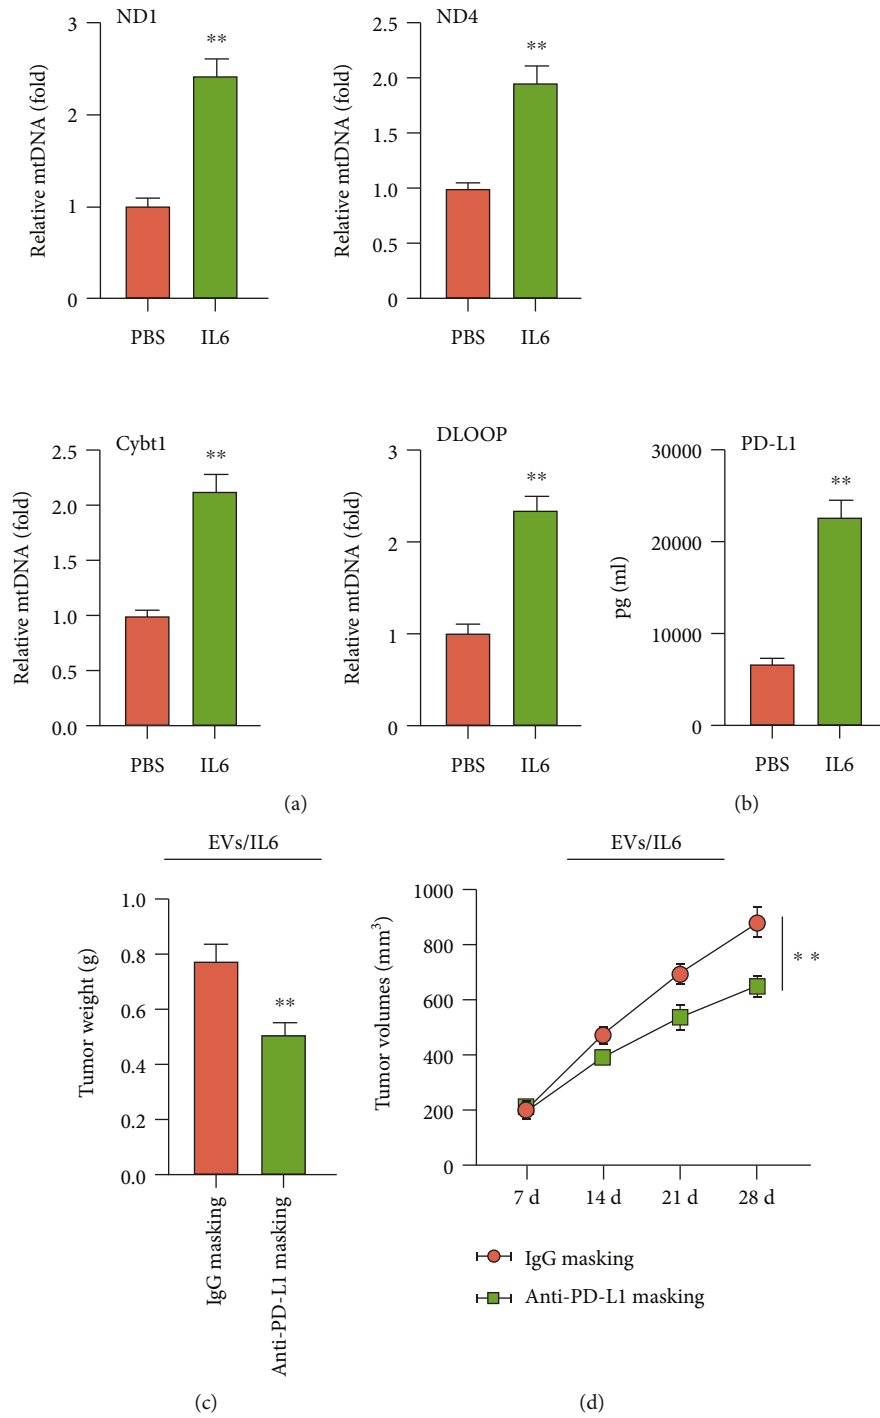 ND1
Relative mtDNA (fold)
3
2
1
0
**
PBS IL6
ND4
Relative mtDNA (fold)
2.5
2.0
1.5
1.0
0.5
0.0
**
PBS IL6
Cybt1
Relative mtDNA (fold)
2.5
2.0
1.5
1.0
0.5
0.0
**
PBS IL6
DLOOP
Relative mtDNA (fold)
3
2
1
0
**
PBS IL6
(a)
PD-L1
pg (ml)
30000
20000
10000
0
**
PBS IL6
(b)
EVs/IL6
Tumor weight (g)
1.0
0.8
0.6
0.4
0.2
0.0
**
IgG masking
Anti-PD-L1 masking
(c)
EVs/IL6
Tumor volumes (mm³)
1000
800
600
400
200
0
**
7 d 14 d 21 d 28 d
IgG masking
Anti-PD-L1 masking
(d)